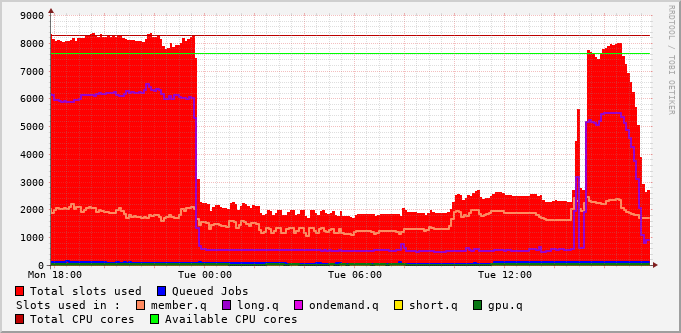 9000
8000
7000
6000
5000
4000
3000
2000
1000
0
Mon 18:00 Tue 00:00 Tue 06:00 Tue 12:00
RRDTOOL / TOBI OETIKER
Total slots used Queued Jobs
Slots used in : member.q long.q ondemand.q short.q gpu.q
Total CPU cores Available CPU cores